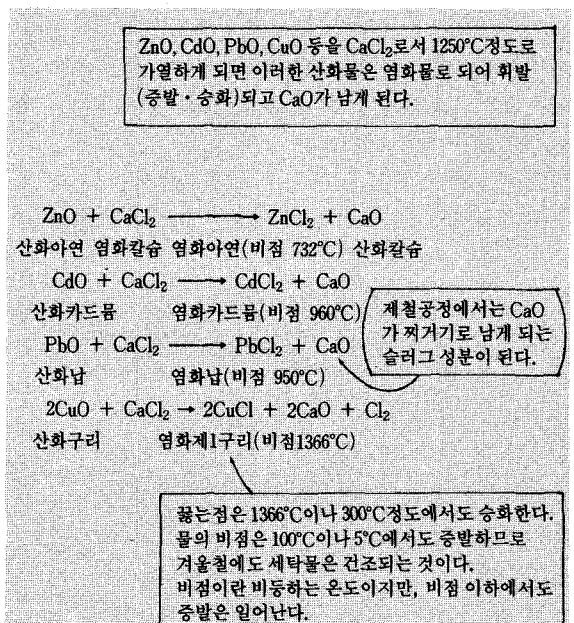 ZnO, CdO, PbO, CuO 등을 CaCl₂로서 1250°C정도로
가열하게 되면 이러한 산화물은 염화물로 되어 휘발
(증발·승화)되고 CaO가 남게 된다.
ZnO + CaCl₂ ⟶ ZnCl₂ + CaO
산화아연 염화칼슘 염화아연(비점 732°C) 산화칼슘
CdO + CaCl₂ ⟶ CdCl₂ + CaO
산화카드뮴 염화카드뮴(비점 960°C)
PbO + CaCl₂ ⟶ PbCl₂ + CaO
산화납 염화납(비점 950°C)
제철공정에서는 CaO
가 찌거기로 남게 되는
슬러그 성분이 된다.
2CuO + CaCl₂ → 2CuCl + 2CaO + Cl₂
산화구리 염화제1구리(비점1366°C)
끓는점은 1366°C이나 300°C정도에서도 승화한다.
물의 비점은 100°C이나 5°C에서도 증발하므로
겨울철에도 세탁물은 건조되는 것이다.
비점이란 비등하는 온도이지만, 비점 이하에서도
증발은 일어난다.